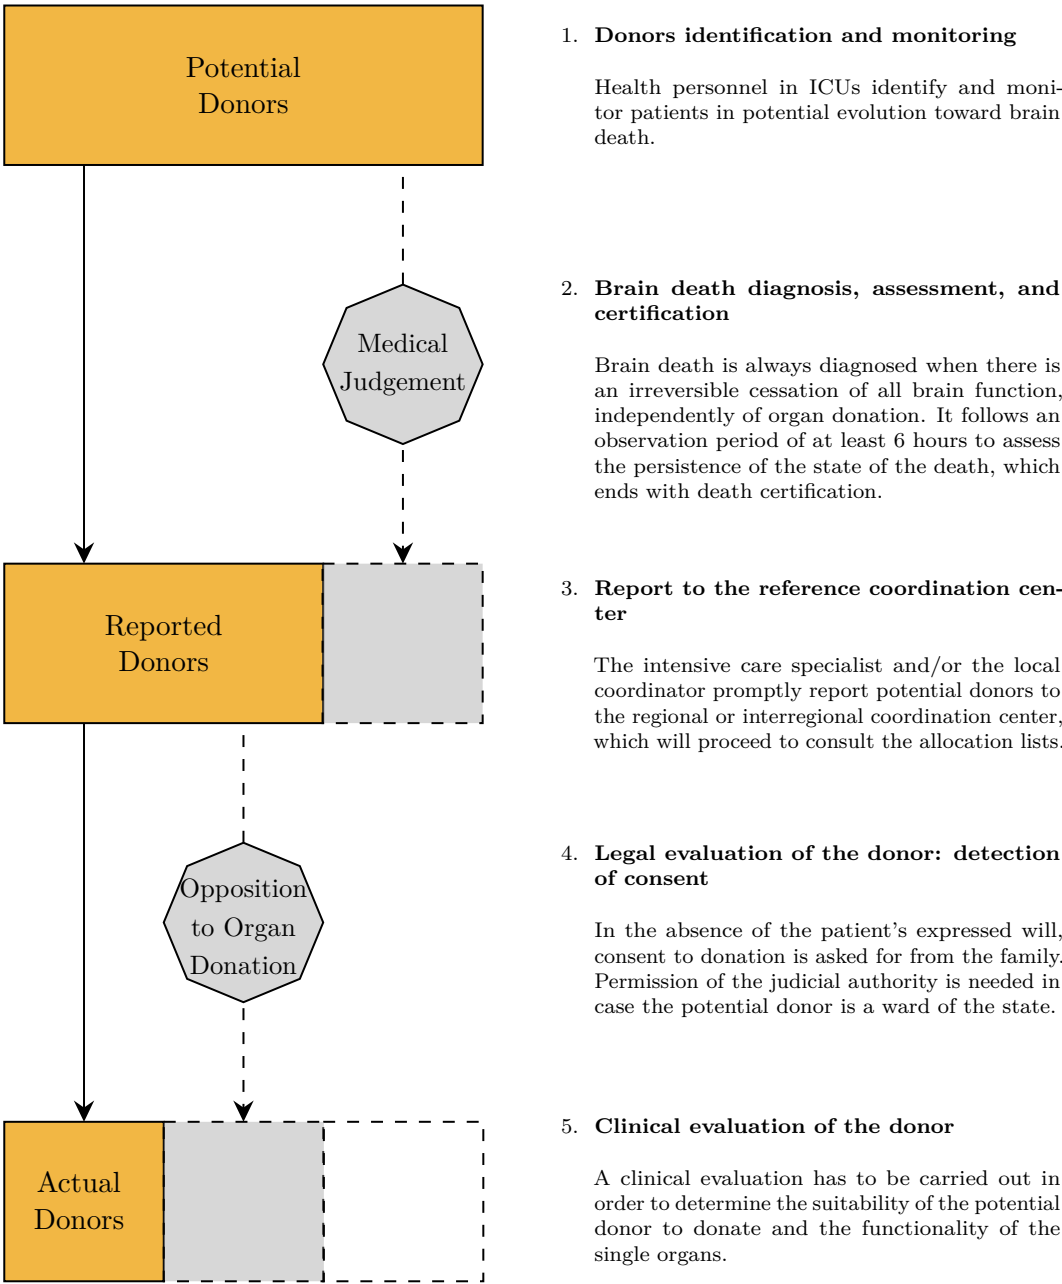 Potential
Donors
Medical
Judgement
Reported
Donors
Opposition
to Organ
Donation
Actual
Donors
1. Donors identification and monitoring
Health personnel in ICUs identify and moni-
tor patients in potential evolution toward brain
death.
2. Brain death diagnosis, assessment, and
certification
Brain death is always diagnosed when there is
an irreversible cessation of all brain function,
independently of organ donation. It follows an
observation period of at least 6 hours to assess
the persistence of the state of the death, which
ends with death certification.
3. Report to the reference coordination cen-
ter
The intensive care specialist and/or the local
coordinator promptly report potential donors to
the regional or interregional coordination center,
which will proceed to consult the allocation lists.
4. Legal evaluation of the donor: detection
of consent
In the absence of the patient's expressed will,
consent to donation is asked for from the family.
Permission of the judicial authority is needed in
case the potential donor is a ward of the state.
5. Clinical evaluation of the donor
A clinical evaluation has to be carried out in
order to determine the suitability of the potential
donor to donate and the functionality of the
single organs.